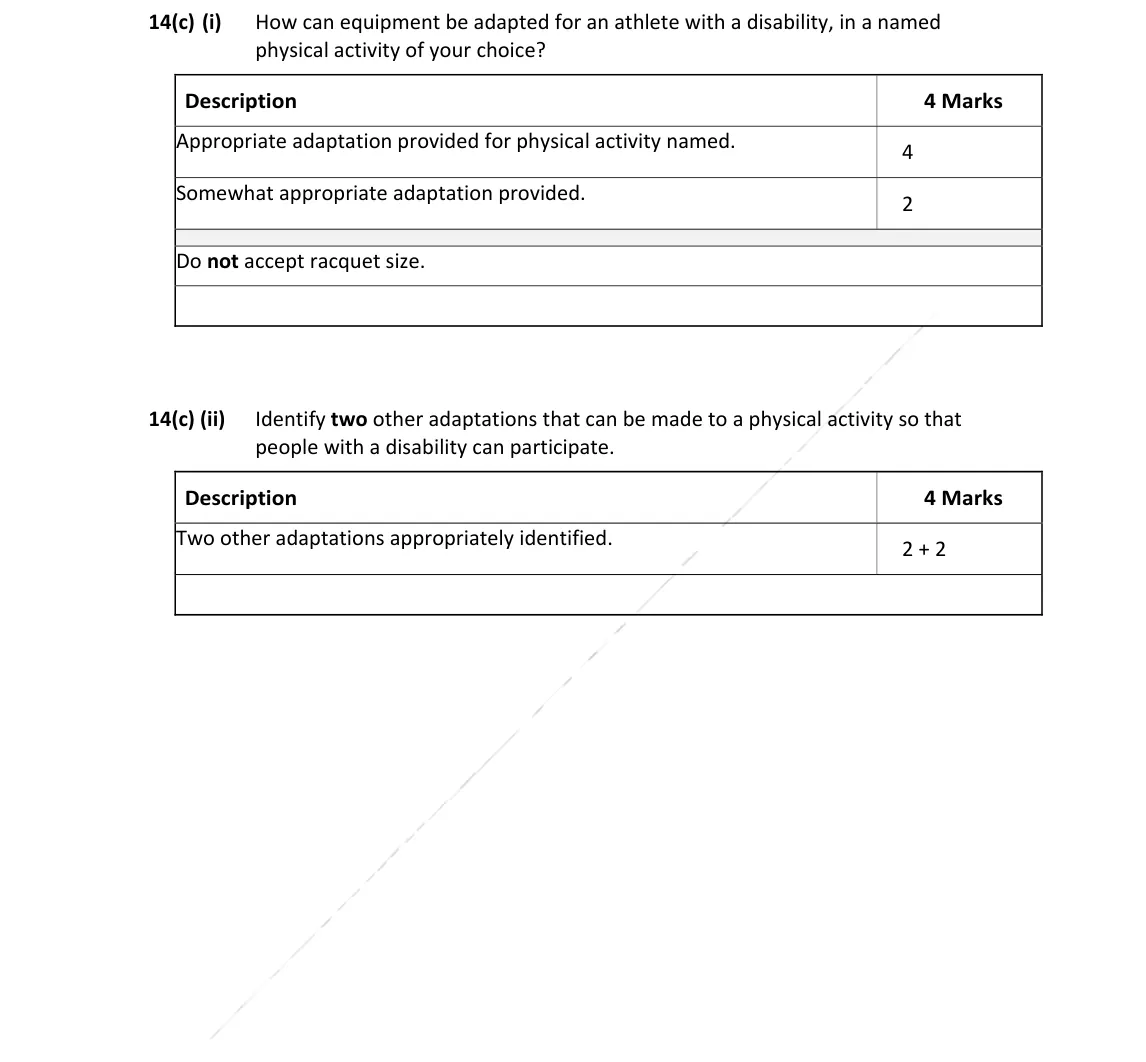 14(c) (i) How can equipment be adapted for an athlete with a disability, in a named
physical activity of your choice?
Description 4 Marks
Appropriate adaptation provided for physical activity named. 4
Somewhat appropriate adaptation provided. 2
Do not accept racquet size.
14(c) (ii) Identify two other adaptations that can be made to a physical activity so that
people with a disability can participate.
Description 4 Marks
Two other adaptations appropriately identified. 2 + 2